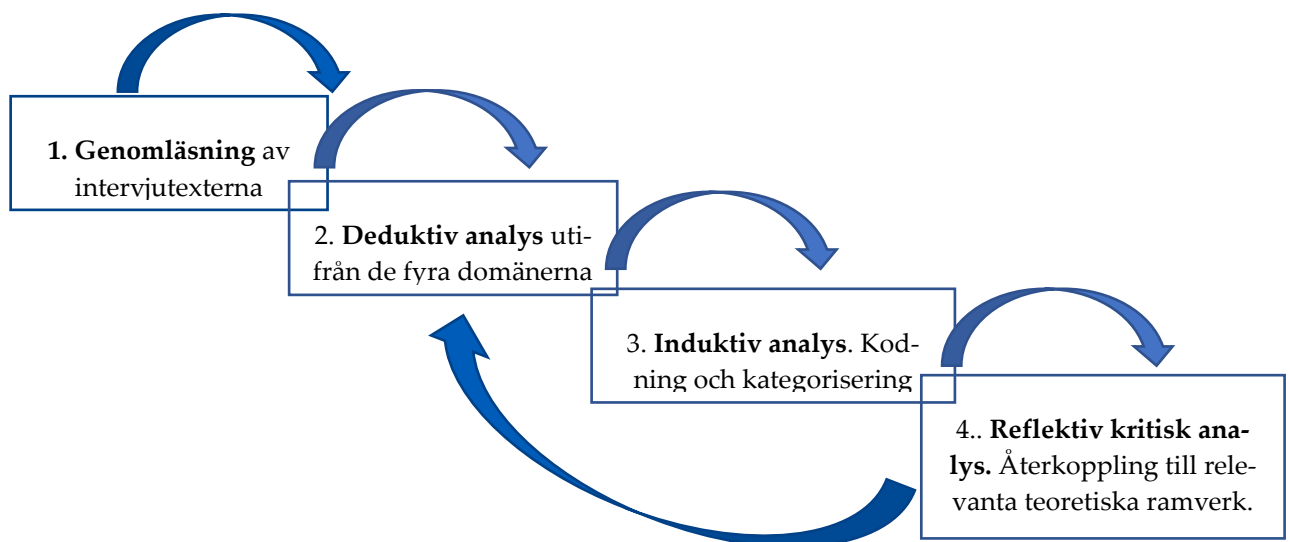 1. Genomläsning av
intervjutexterna
2. Deduktiv analys uti-
från de fyra domänerna
3. Induktiv analys. Kod-
ning och kategorisering
4.. Reflektiv kritisk ana-
lys. Återkoppling till rele-
vanta teoretiska ramverk.